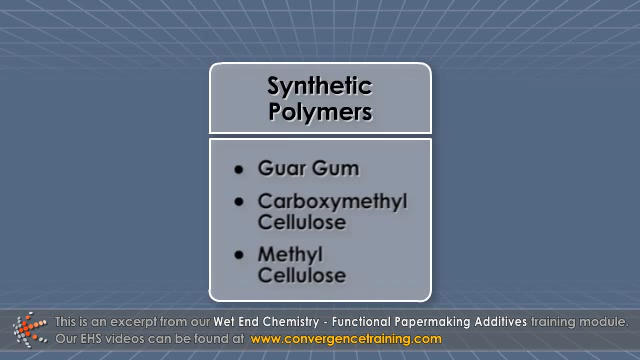 Synthetic
Polymers
• Guar Gum
• Carboxymethyl
Cellulose
• Methyl
Cellulose
This is an excerpt from our Wet End Chemistry - Functional Papermaking Additives training module.
Our EHS videos can be found at www.convergencetraining.com